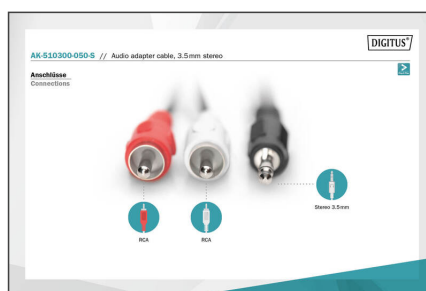 DIGITUS®
AK-510300-050-S // Audio adapter cable, 3.5mm stereo
Anschlüsse
Connections
Stereo 3.5mm
RCA
RCA